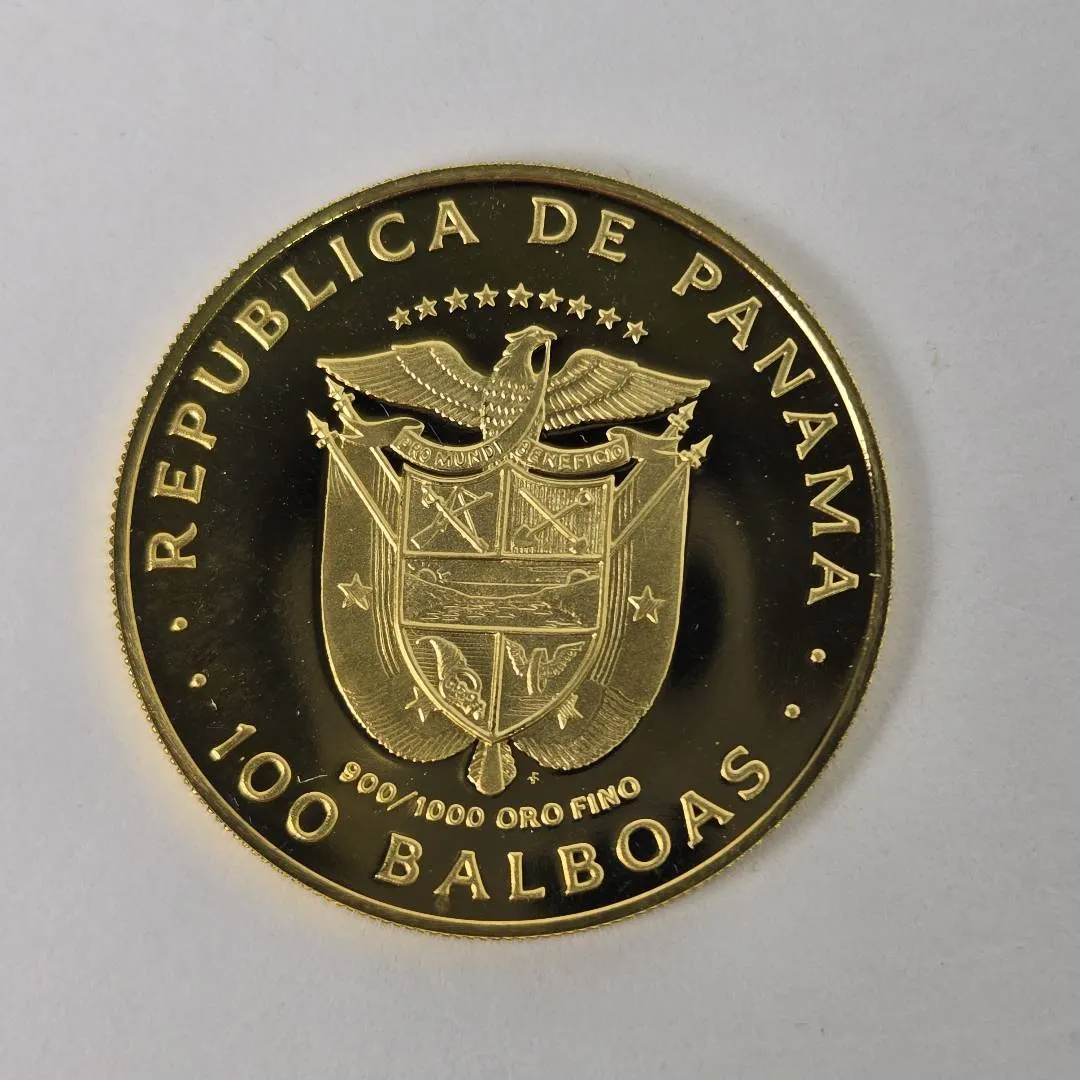 REPUBLICA DE PANAMA
PRO MUNDI BENEFICIO
900/1000 ORO FINO
· 100 BALBOAS ·